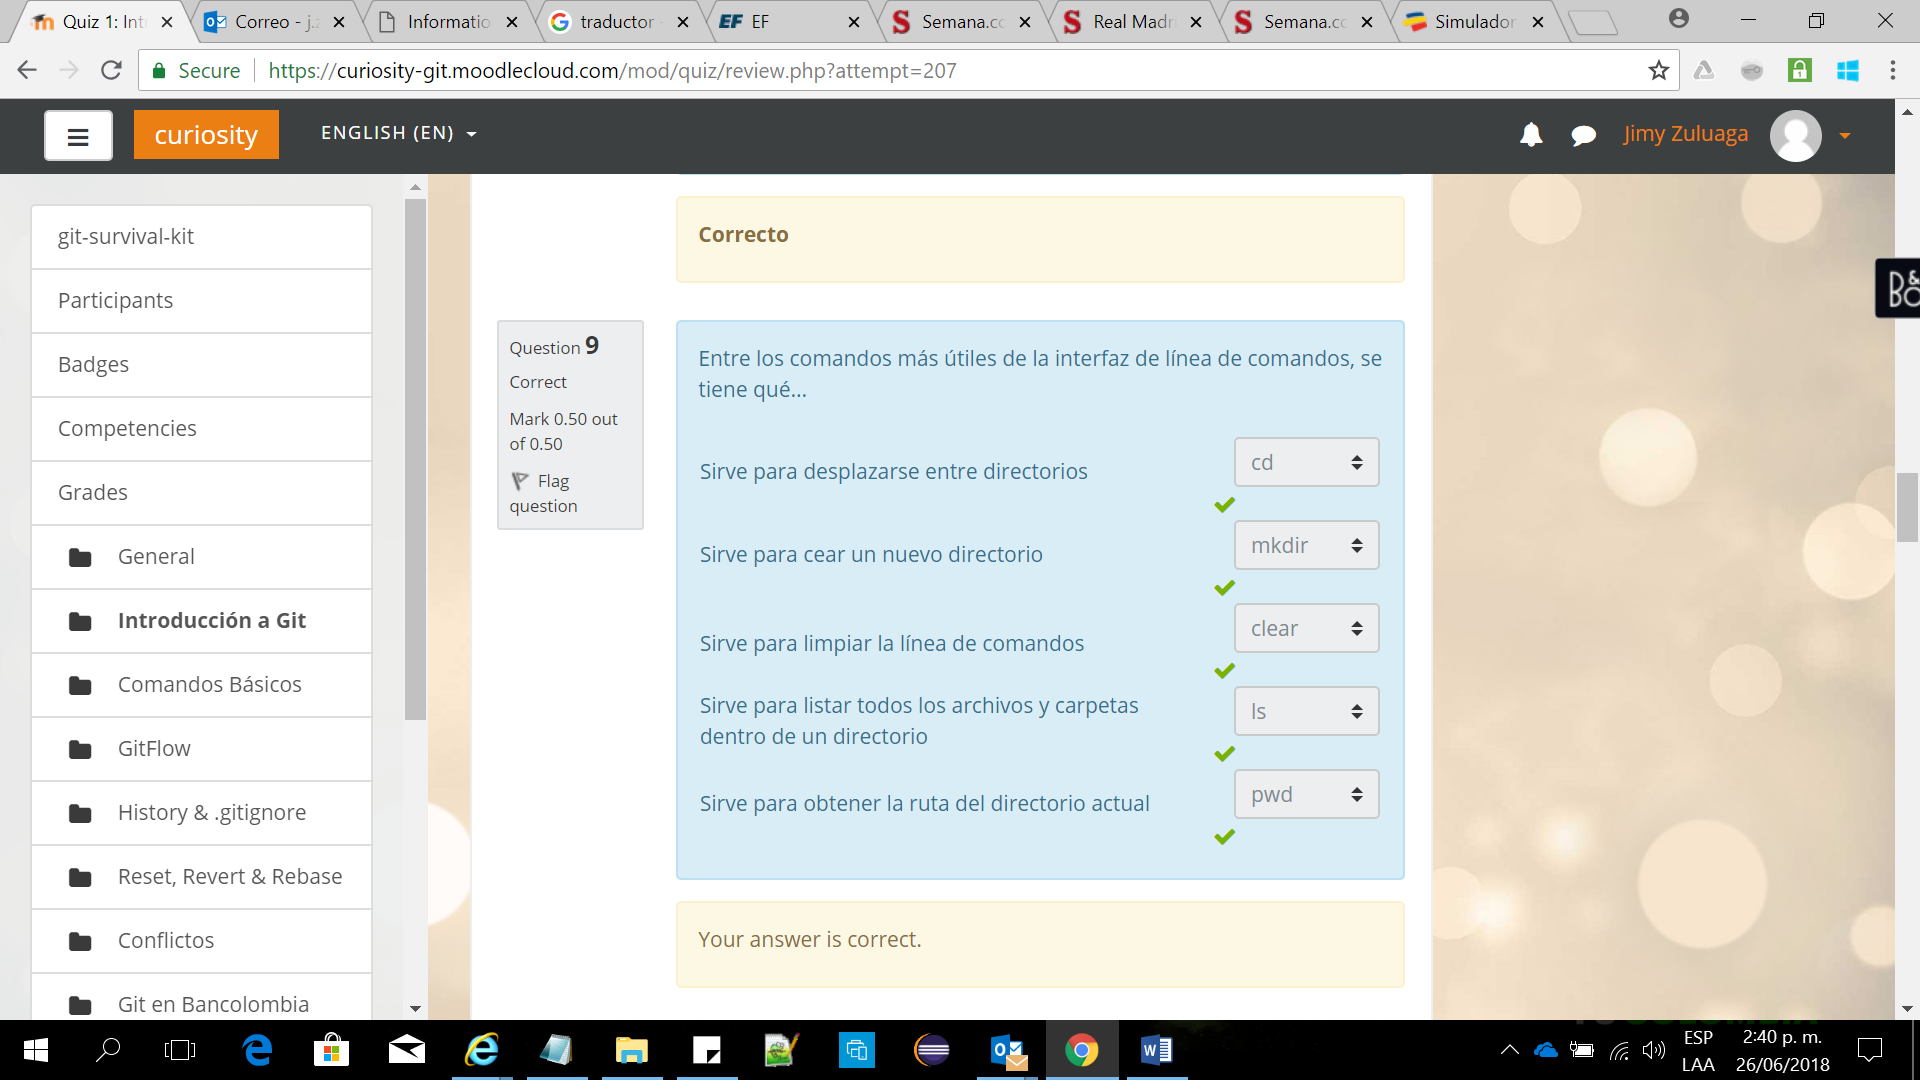 Quiz 1: Int
Correo - j.z
Informatio
traductor
EF EF
Semana.co
Real Madr
Semana.co
Simulador
Secure
https://curiosity-git.moodlecloud.com/mod/quiz/review.php?attempt=207
curiosity
ENGLISH (EN)
Jimy Zuluaga
git-survival-kit
Participants
Badges
Competencies
Grades
General
Introducción a Git
Comandos Básicos
GitFlow
History & .gitignore
Reset, Revert & Rebase
Conflictos
Git en Bancolombia
Correcto
Question 9
Correct
Mark 0.50 out
of 0.50
Flag
question
Entre los comandos más útiles de la interfaz de línea de comandos, se
tiene qué...
Sirve para desplazarse entre directorios
cd
Sirve para cear un nuevo directorio
mkdir
Sirve para limpiar la línea de comandos
clear
Sirve para listar todos los archivos y carpetas
dentro de un directorio
ls
Sirve para obtener la ruta del directorio actual
pwd
Your answer is correct.
B&
BO
ESP
LAA
2:40 p. m.
26/06/2018